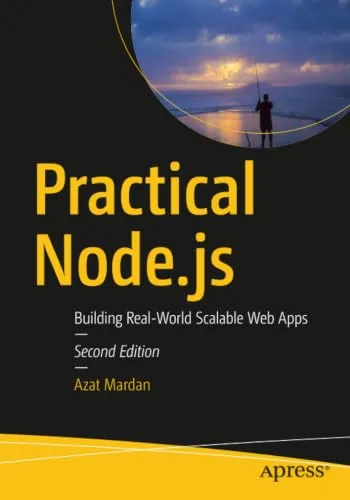 Practical
Node.js
Building Real-World Scalable Web Apps
—
Second Edition
—
Azat Mardan
Apress®